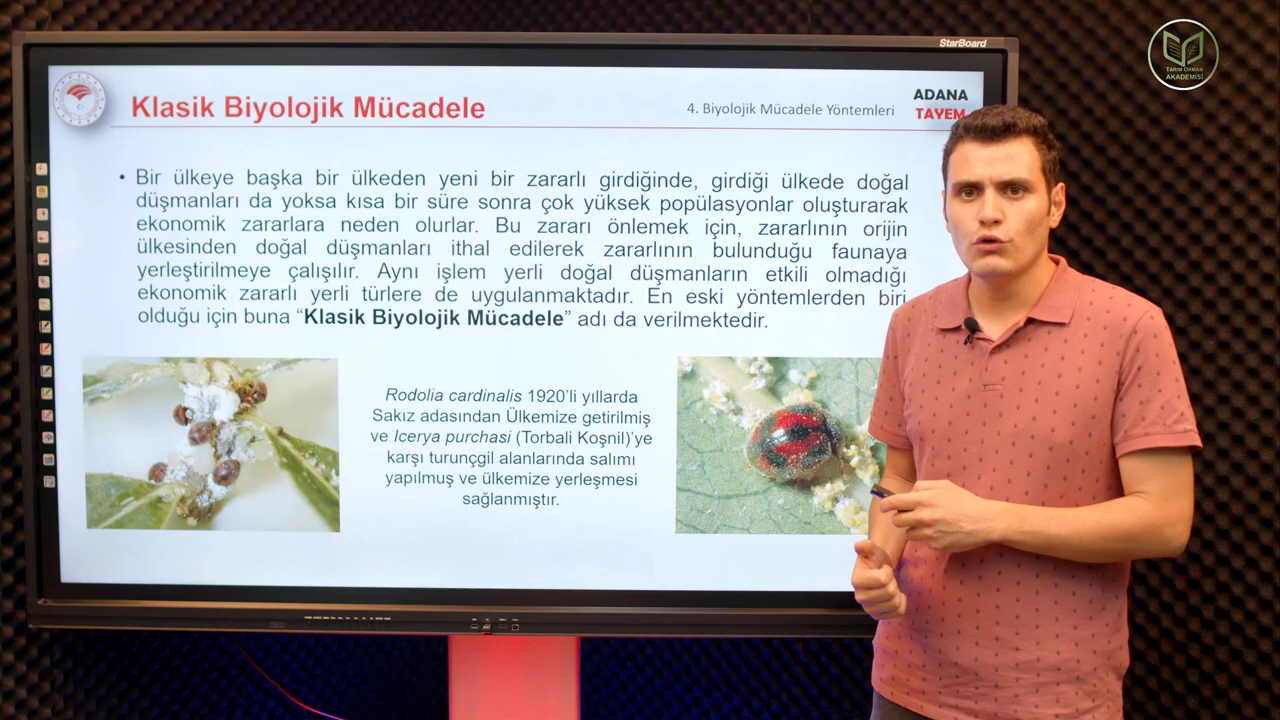 StarBoard
TARIM ORMAN
AKADEMİSİ
Klasik Biyolojik Mücadele
4. Biyolojik Mücadele Yöntemleri
ADANA
TAYEM
• Bir ülkeye başka bir ülkeden yeni bir zararlı girdiğinde, girdiği ülkede doğal
düşmanları da yoksa kısa bir süre sonra çok yüksek popülasyonlar oluşturarak
ekonomik zararlara neden olurlar. Bu zararı önlemek için, zararlının orijin
ülkesinden doğal düşmanları ithal edilerek zararlının bulunduğu faunaya
yerleştirilmeye çalışılır. Aynı işlem yerli doğal düşmanların etkili olmadığı
ekonomik zararlı yerli türlere de uygulanmaktadır. En eski yöntemlerden biri
olduğu için buna “Klasik Biyolojik Mücadele” adı da verilmektedir.
Rodolia cardinalis 1920’li yıllarda
Sakız adasından Ülkemize getirilmiş
ve Icerya purchasi (Torbali Koşnil)’ye
karşı turunçgil alanlarında salımı
yapılmuş ve ülkemize yerleşmesi
sağlanmıştır.